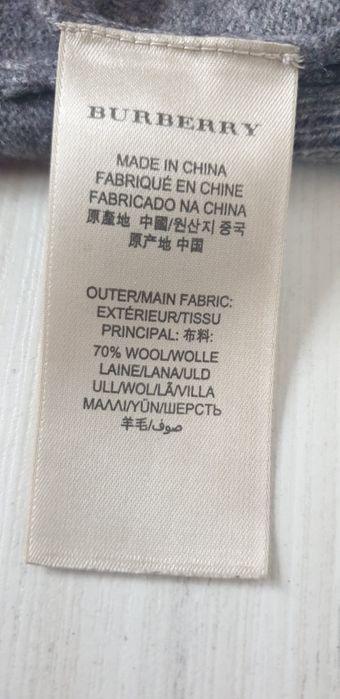 BURBERRY
MADE IN CHINA
FABRIQUÉ EN CHINE
FABRICADO NA CHINA
原產地 中國/원산지 중국
原产地 中国
OUTER/MAIN FABRIC:
EXTÉRIEUR/TISSU
PRINCIPAL: 布料:
70% WOOL/WOLLE
LAINE/LANA/ULD
ULL/WOL/LÃ/VILLA
ΜΑΛΛΙ/YÜN/ШЕРСТЬ
羊毛/صوف